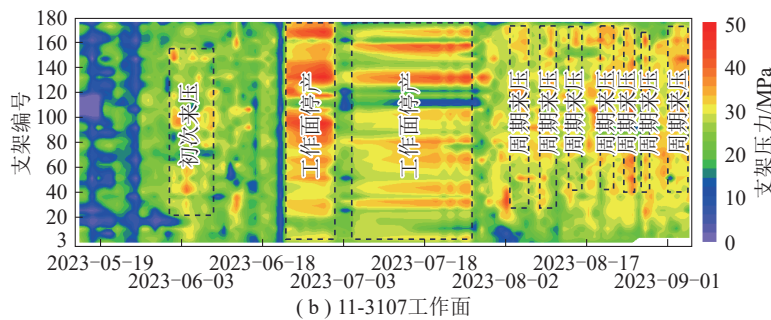 180
160
140
120
100
80
60
40
20
3
支架编号
初次来压
工作面停产
工作面停产
周期来压
周期来压
周期来压
周期来压
周期来压
周期来压
周期来压
50
40
30
20
10
0
支架压力/MPa
2023-05-19
2023-06-18
2023-07-18
2023-08-17
2023-06-03
2023-07-03
2023-08-02
2023-09-01
(b) 11-3107工作面